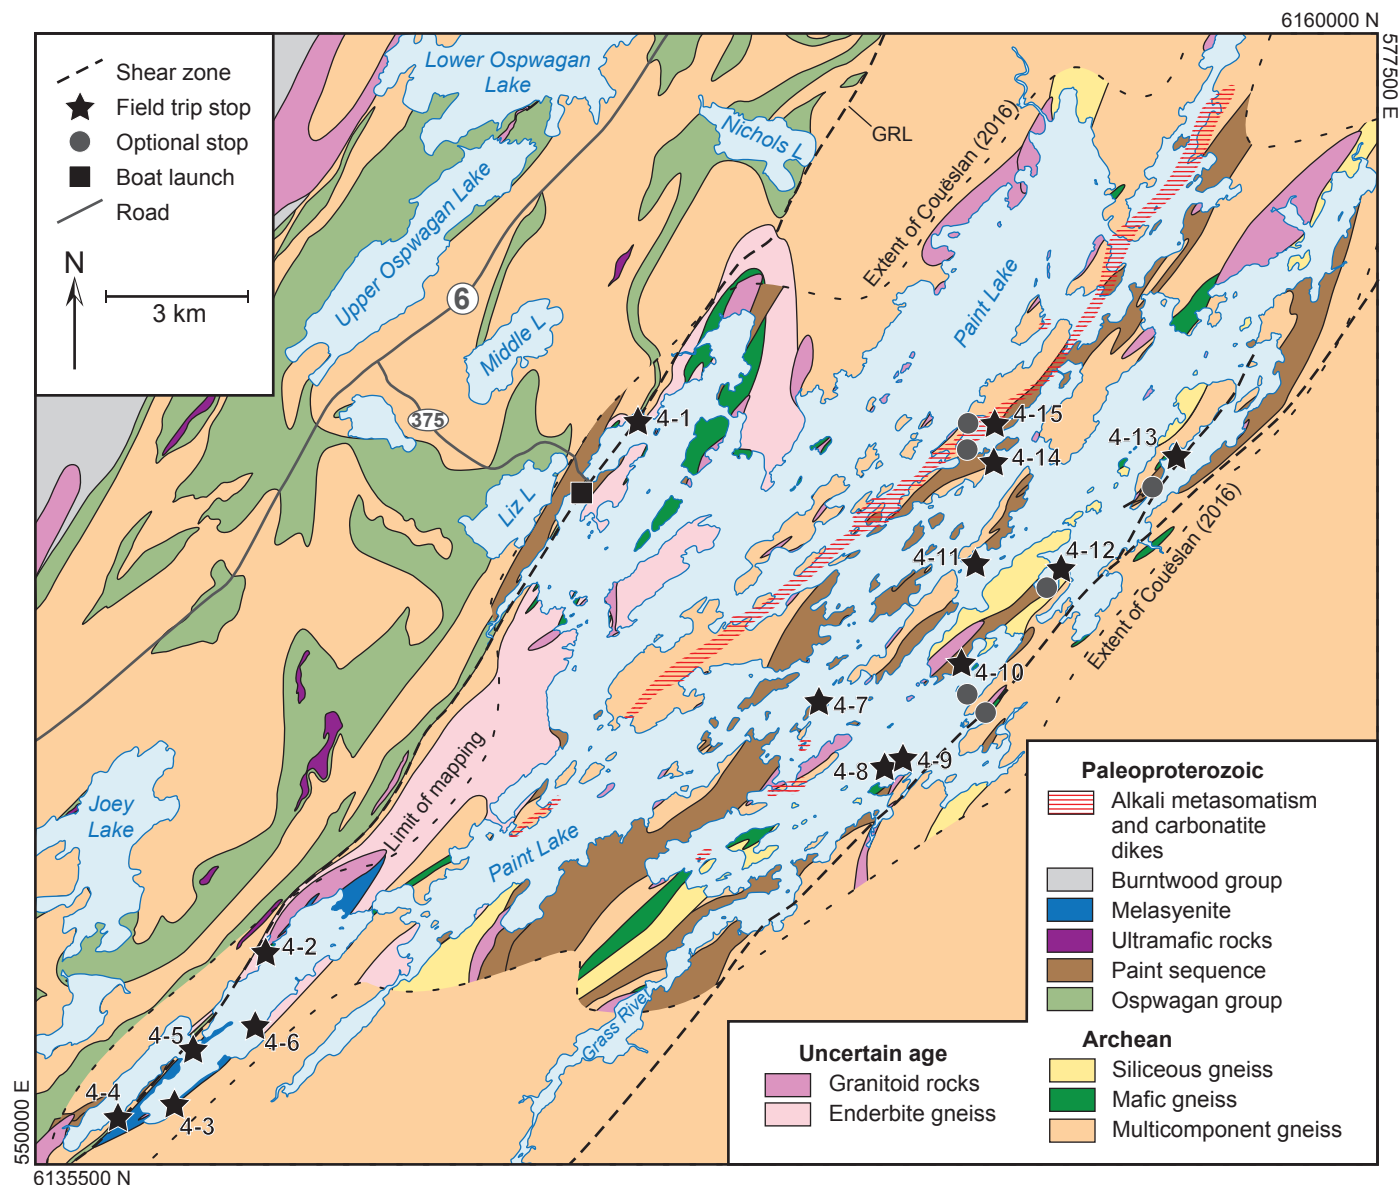 6160000 N
577500 E
Shear zone
Field trip stop
Optional stop
Boat launch
Road
N
3 km
Lower Ospwagan
Lake
Nichols L
GRL
Extent of Couëslan (2016)
Upper Ospwagan Lake
6
Middle L
Paint Lake
375
4-1
4-15
4-14
4-13
Liz L
4-11
4-12
Extent of Couëslan (2016)
4-10
4-7
4-8
4-9
Limit of mapping
Joey
Lake
Paint Lake
4-2
4-5
4-6
Grass River
4-4
4-3
Paleoproterozoic
Alkali metasomatism
and carbonatite
dikes
Burntwood group
Melasyenite
Ultramafic rocks
Paint sequence
Ospwagan group
Archean
Siliceous gneiss
Mafic gneiss
Multicomponent gneiss
Uncertain age
Granitoid rocks
Enderbite gneiss
550000 E
6135500 N